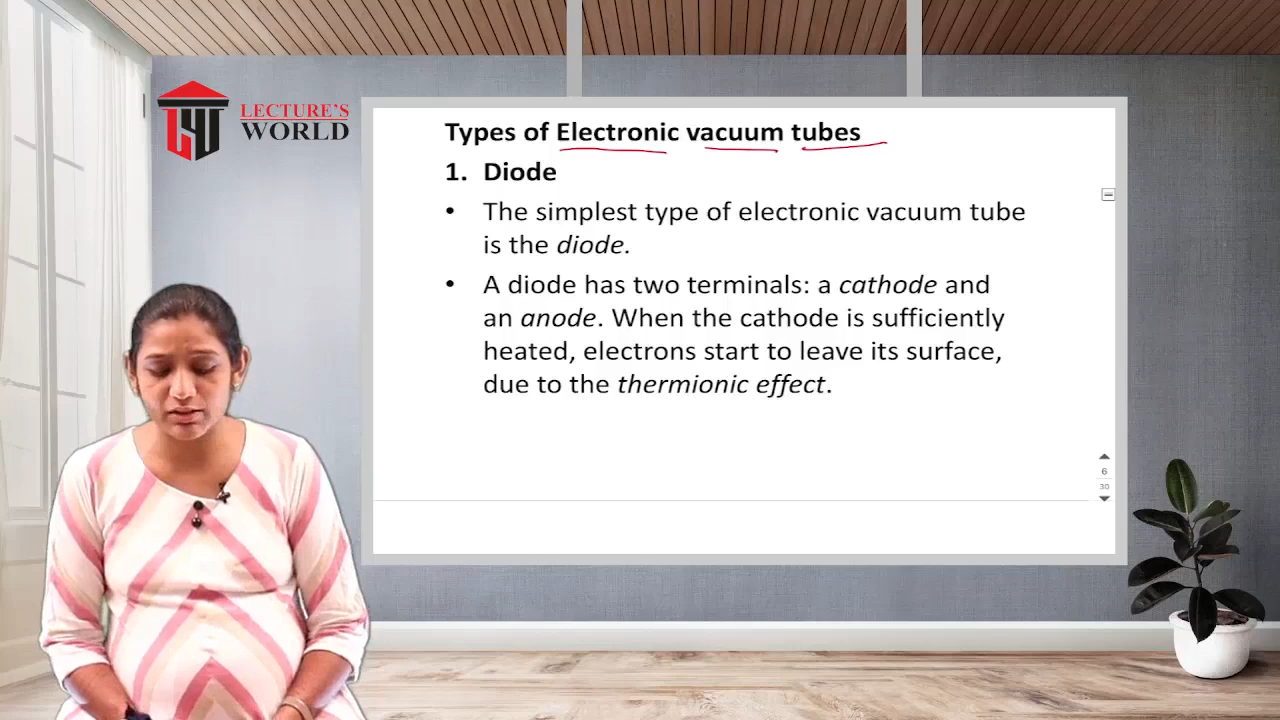 LECTURE'S
WORLD
Types of Electronic vacuum tubes
1. Diode
• The simplest type of electronic vacuum tube
is the diode.
• A diode has two terminals: a cathode and
an anode. When the cathode is sufficiently
heated, electrons start to leave its surface,
due to the thermionic effect.
6
30